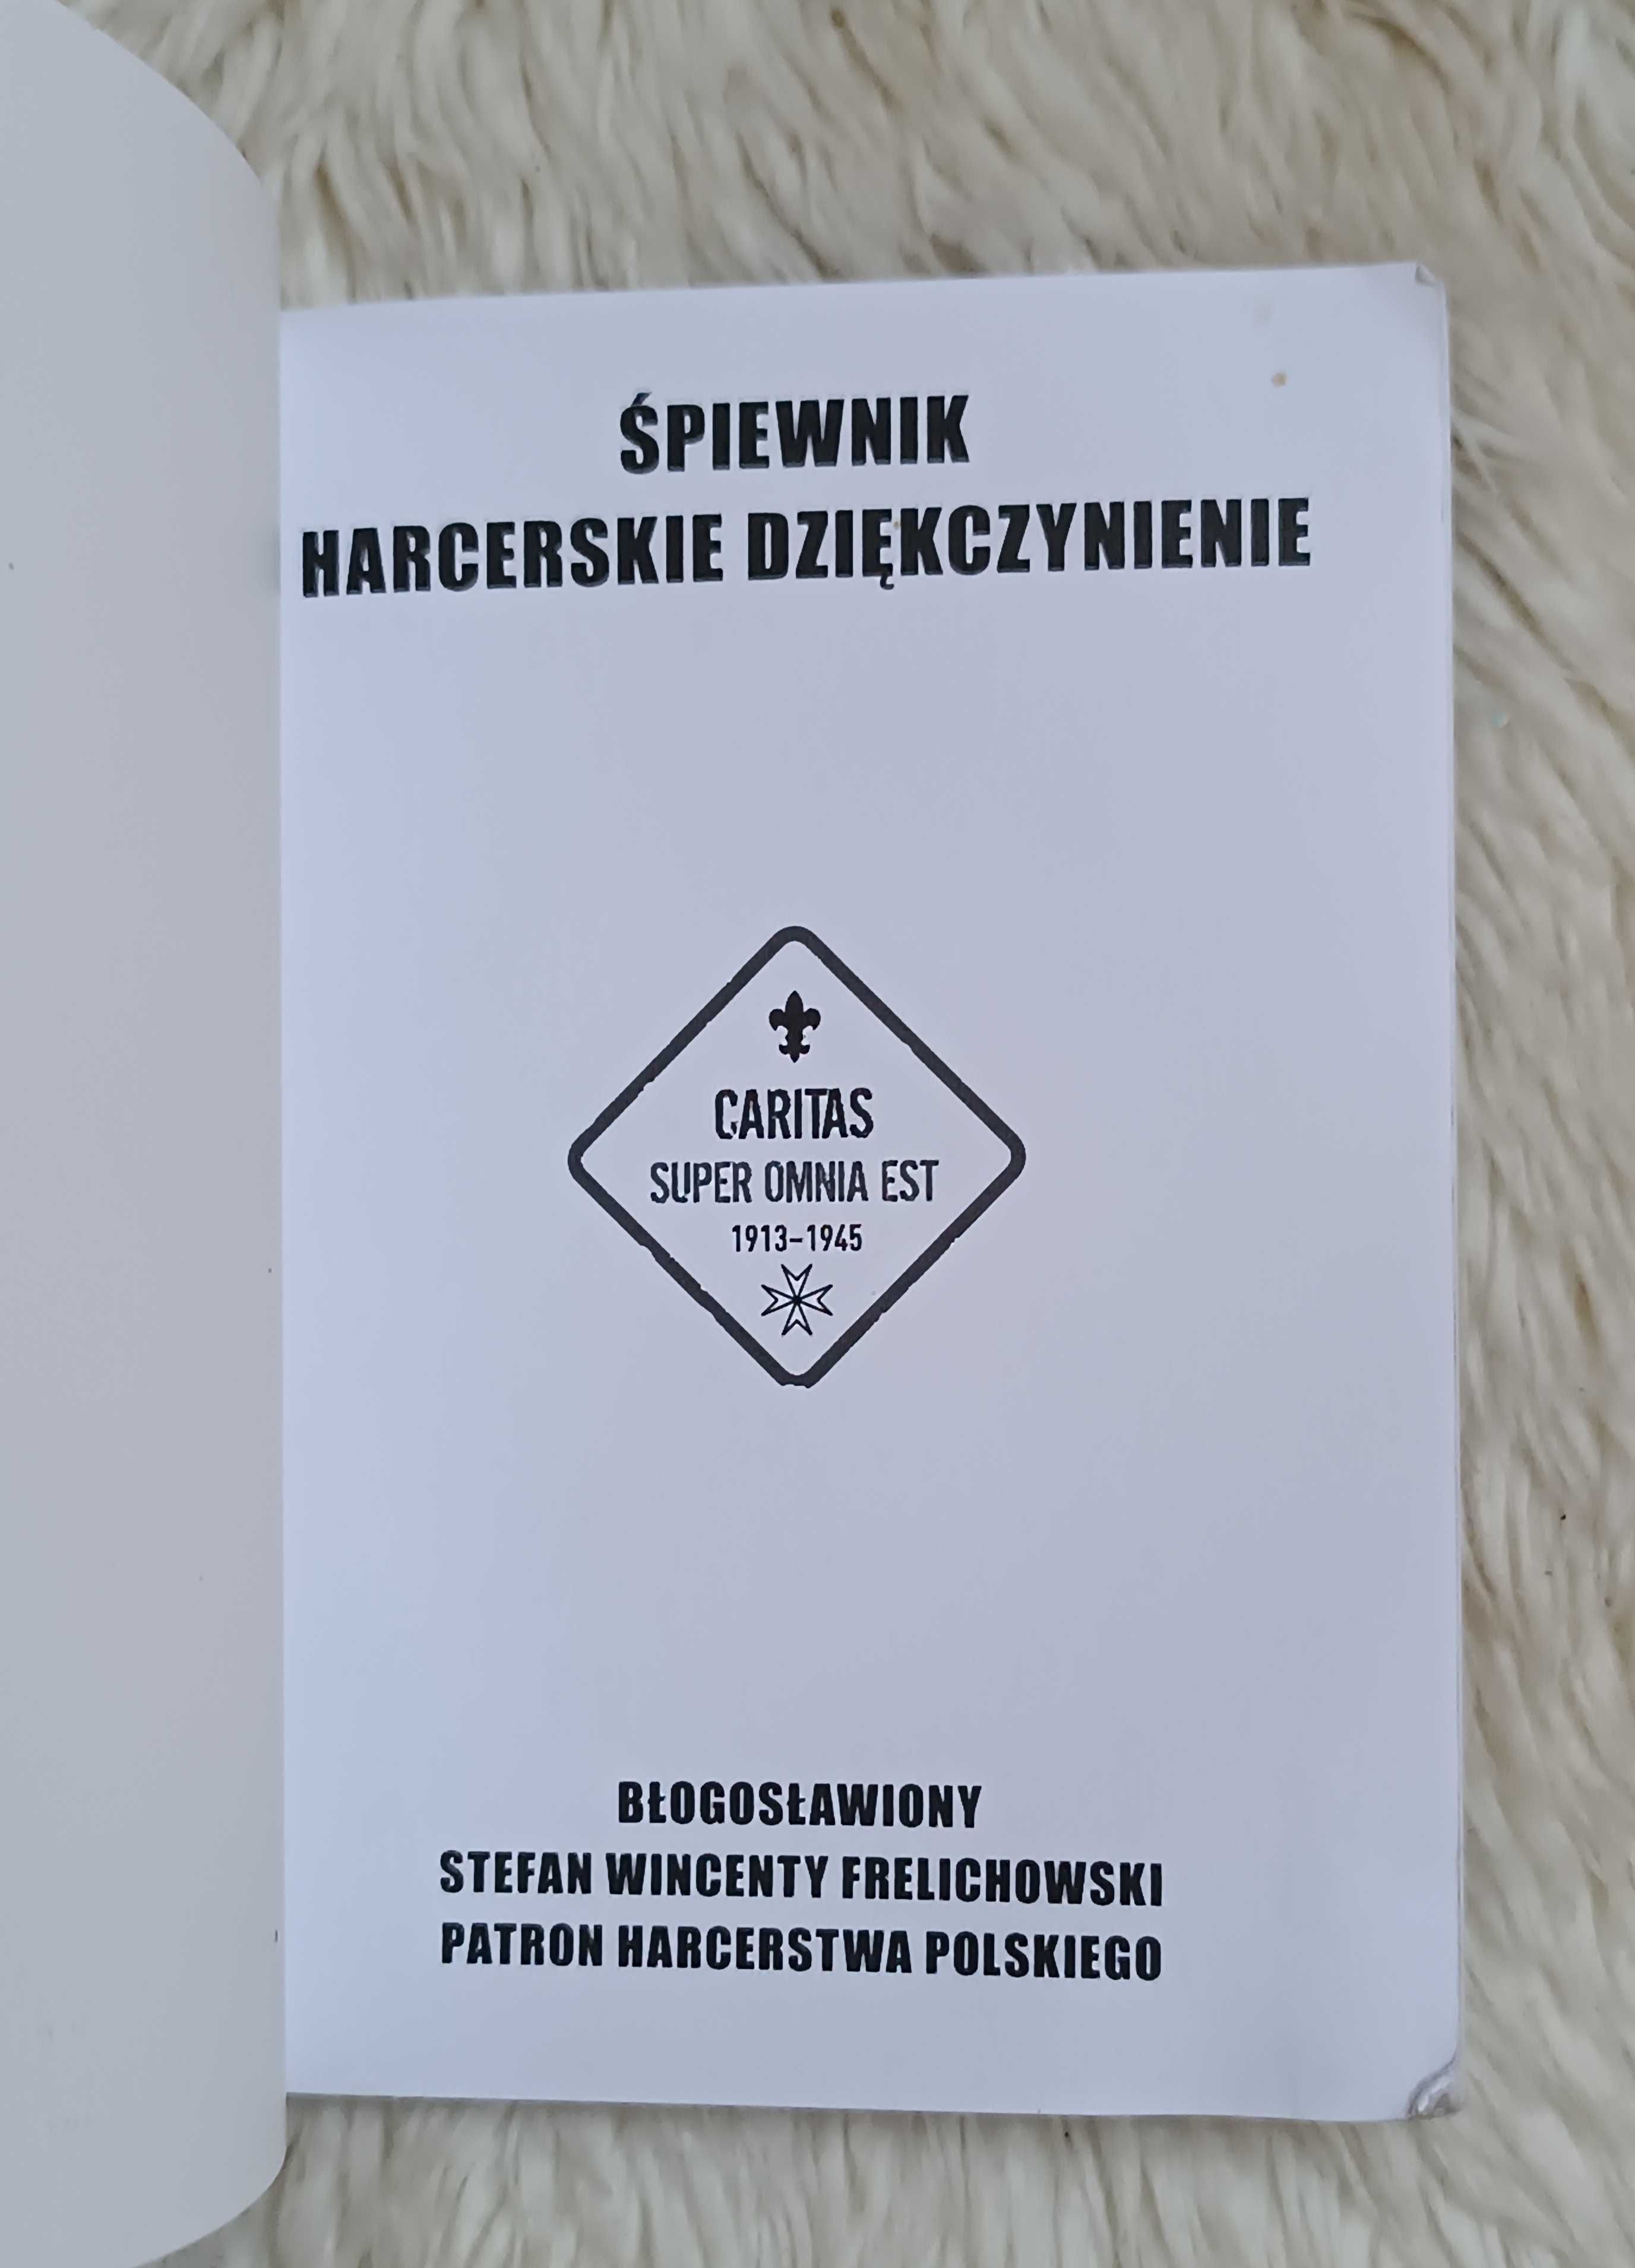 ŚPIEWNIK
HARCERSKIE DZIĘKCZYNIENIE
CARITAS
SUPER OMNIA EST
1913–1945
BŁOGOSŁAWIONY
STEFAN WINCENTY FRELICHOWSKI
PATRON HARCERSTWA POLSKIEGO